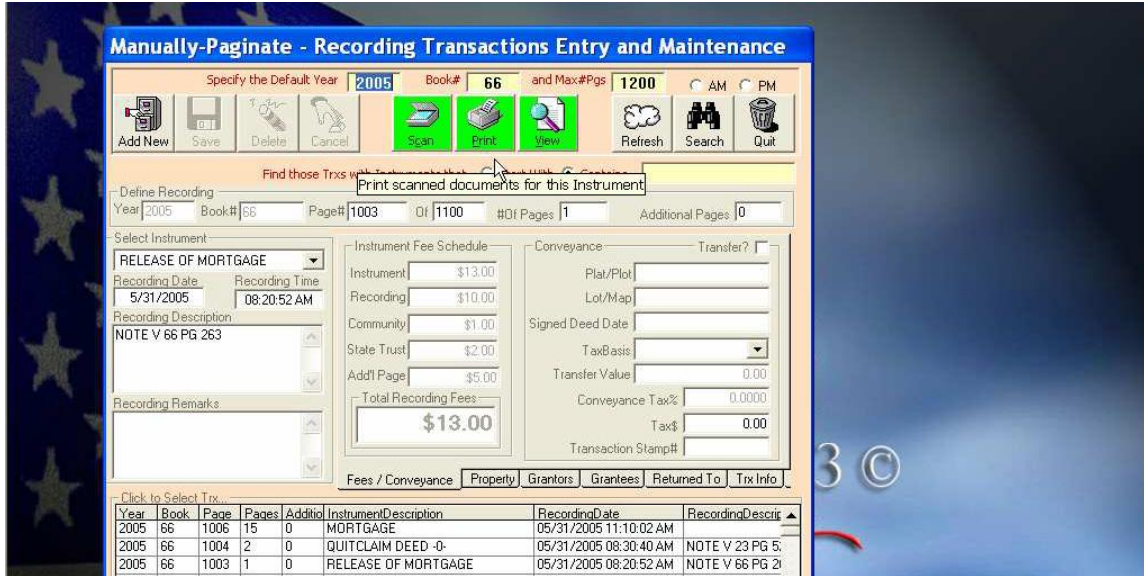 Manually-Paginate - Recording Transactions Entry and Maintenance
Specify the Default Year 2005 Book# 66 and Max#Pgs 1200 AM PM
Add New Save Delete Cancel Scan Print View Refresh Search Quit
Find those Trxs
Print scanned documents for this Instrument
Define Recording
Year 2005 Book# 66 Page# 1003 Of 1100 #Of Pages 1 Additional Pages 0
Select Instrument
RELEASE OF MORTGAGE
Recording Date Recording Time
5/31/2005 08:20:52 AM
Recording Description
NOTE V 66 PG 263
Recording Remarks
Instrument Fee Schedule
Instrument $13.00
Recording $10.00
Community $1.00
State Trust $2.00
Add'l Page $5.00
Total Recording Fees
$13.00
Conveyance Transfer?
Plat/Plot
Lot/Map
Signed Deed Date
TaxBasis
Transfer Value 0.00
Conveyance Tax% 0.0000
Tax$ 0.00
Transaction Stamp#
Fees / Conveyance Property Grantors Grantees Returned To Trx Info
3 ©
Click to Select Trx...
Year Book Page Pages Additio InstrumentDescription RecordingDate RecordingDescrip
2005 66 1006 15 0 MORTGAGE 05/31/2005 11:10:02 AM
2005 66 1004 2 0 QUITCLAIM DEED -0- 05/31/2005 08:30:40 AM NOTE V 23 PG 5
2005 66 1003 1 0 RELEASE OF MORTGAGE 05/31/2005 08:20:52 AM NOTE V 66 PG 2